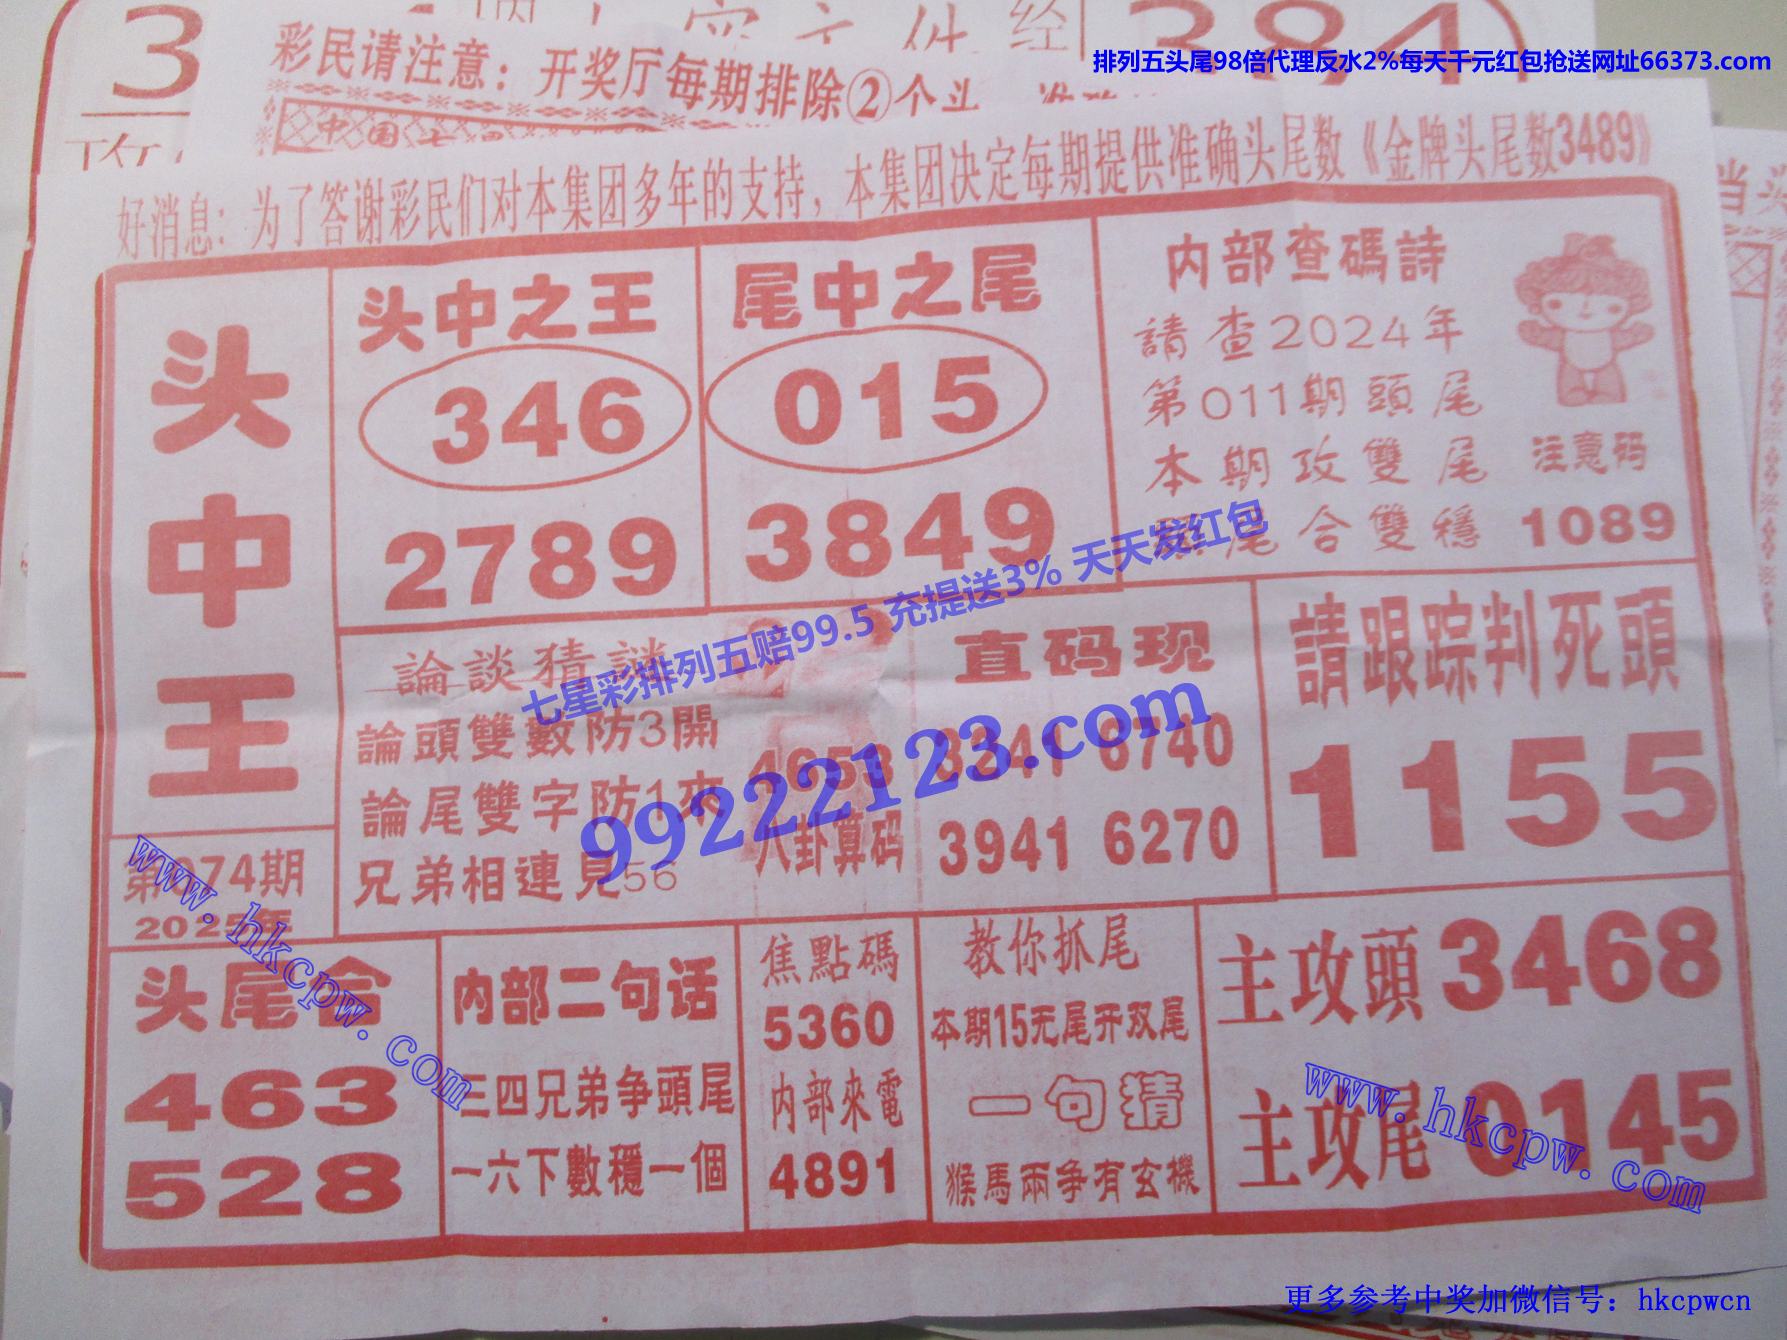 排列五头尾98倍代理反水2%每天千元红包抢送网址66373.com
彩民请注意：开奖厅每期排除②个头
好消息：为了答谢彩民们对本集团多年的支持，本集团决定每期提供准确头尾数《金牌头尾数3489》
头中王
第074期
2025年
头中之王
346
2789
尾中之尾
015
3849
内部查碼詩
請查2024年
第011期頭尾
本期攻雙尾
頭尾合雙穩
注意码
1089
論談猜謎
論頭雙數防3開
論尾雙字防1來
兄弟相連見56
4653
八卦算码
直码现
3241 6740
3941 6270
請跟踪判死頭
1155
头尾合
463
528
内部二句话
三四兄弟争頭尾
一六下數穩一個
焦點碼
5360
内部來電
4891
教你抓尾
本期15无尾开双尾
一句猜
猴馬兩争有玄機
主攻頭3468
主攻尾0145
七星彩排列五赔99.5 充提送3% 天天发红包
99222123.com
www.hkcpw.com
www.hkcpw.com
更多参考中奖加微信号：hkcpwcn